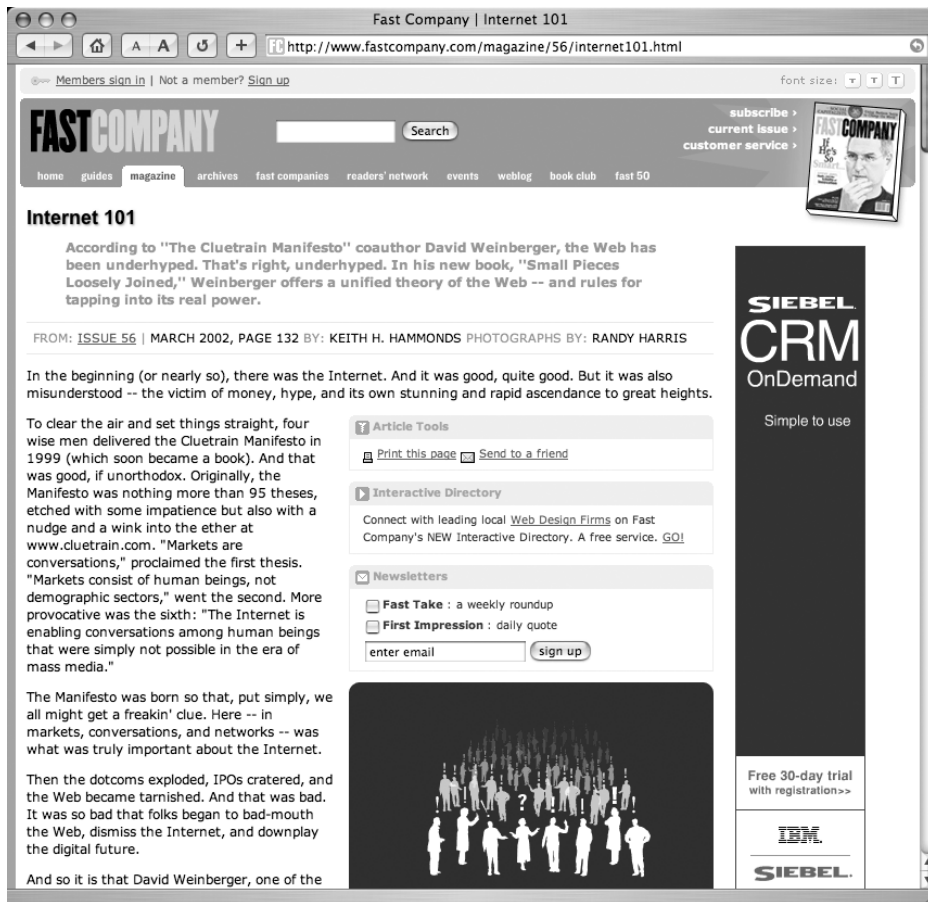 Fast Company | Internet 101
A A
FC http://www.fastcompany.com/magazine/56/internet101.html
Members sign in | Not a member? Sign up
font size: T T T
FASTCOMPANY
Search
subscribe ›
current issue ›
customer service ›
FAST COMPANY
If
He's
So
Smart...
home guides magazine archives fast companies readers' network events weblog book club fast 50
Internet 101
According to "The Cluetrain Manifesto" coauthor David Weinberger, the Web has
been underhyped. That's right, underhyped. In his new book, "Small Pieces
Loosely Joined," Weinberger offers a unified theory of the Web -- and rules for
tapping into its real power.
FROM: ISSUE 56 | MARCH 2002, PAGE 132 BY: KEITH H. HAMMONDS PHOTOGRAPHS BY: RANDY HARRIS
In the beginning (or nearly so), there was the Internet. And it was good, quite good. But it was also
misunderstood -- the victim of money, hype, and its own stunning and rapid ascendance to great heights.
To clear the air and set things straight, four
wise men delivered the Cluetrain Manifesto in
1999 (which soon became a book). And that
was good, if unorthodox. Originally, the
Manifesto was nothing more than 95 theses,
etched with some impatience but also with a
nudge and a wink into the ether at
www.cluetrain.com. "Markets are
conversations," proclaimed the first thesis.
"Markets consist of human beings, not
demographic sectors," went the second. More
provocative was the sixth: "The Internet is
enabling conversations among human beings
that were simply not possible in the era of
mass media."
The Manifesto was born so that, put simply, we
all might get a freakin' clue. Here -- in
markets, conversations, and networks -- was
what was truly important about the Internet.
Then the dotcoms exploded, IPOs cratered, and
the Web became tarnished. And that was bad.
It was so bad that folks began to bad-mouth
the Web, dismiss the Internet, and downplay
the digital future.
And so it is that David Weinberger, one of the
Article Tools
Print this page Send to a friend
Interactive Directory
Connect with leading local Web Design Firms on Fast
Company's NEW Interactive Directory. A free service. GO!
Newsletters
Fast Take : a weekly roundup
First Impression : daily quote
enter email sign up
! ! ! ? ! ! !
SIEBEL.
CRM
OnDemand
Simple to use
Free 30-day trial
with registration>>
IBM.
SIEBEL.